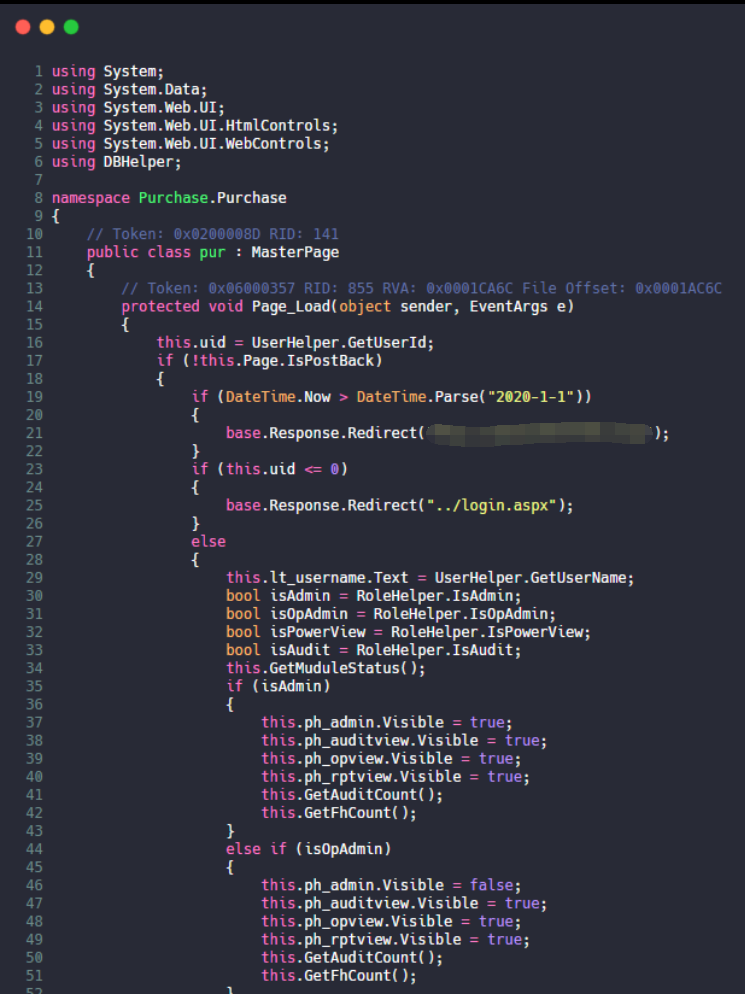 1 using System;
2 using System.Data;
3 using System.Web.UI;
4 using System.Web.UI.HtmlControls;
5 using System.Web.UI.WebControls;
6 using DBHelper;
7
8 namespace Purchase.Purchase
9 {
10     // Token: 0x0200008D RID: 141
11     public class pur : MasterPage
12     {
13         // Token: 0x06000357 RID: 855 RVA: 0x0001CA6C File Offset: 0x0001AC6C
14         protected void Page_Load(object sender, EventArgs e)
15         {
16             this.uid = UserHelper.GetUserId;
17             if (!this.Page.IsPostBack)
18             {
19                 if (DateTime.Now > DateTime.Parse("2020-1-1"))
20                 {
21                     base.Response.Redirect( );
22                 }
23                 if (this.uid <= 0)
24                 {
25                     base.Response.Redirect("../login.aspx");
26                 }
27                 else
28                 {
29                     this.lt_username.Text = UserHelper.GetUserName;
30                     bool isAdmin = RoleHelper.IsAdmin;
31                     bool isOpAdmin = RoleHelper.IsOpAdmin;
32                     bool isPowerView = RoleHelper.IsPowerView;
33                     bool isAudit = RoleHelper.IsAudit;
34                     this.GetMuduleStatus();
35                     if (isAdmin)
36                     {
37                         this.ph_admin.Visible = true;
38                         this.ph_auditview.Visible = true;
39                         this.ph_opview.Visible = true;
40                         this.ph_rptview.Visible = true;
41                         this.GetAuditCount();
42                         this.GetFhCount();
43                     }
44                     else if (isOpAdmin)
45                     {
46                         this.ph_admin.Visible = false;
47                         this.ph_auditview.Visible = true;
48                         this.ph_opview.Visible = true;
49                         this.ph_rptview.Visible = true;
50                         this.GetAuditCount();
51                         this.GetFhCount();
52                     }